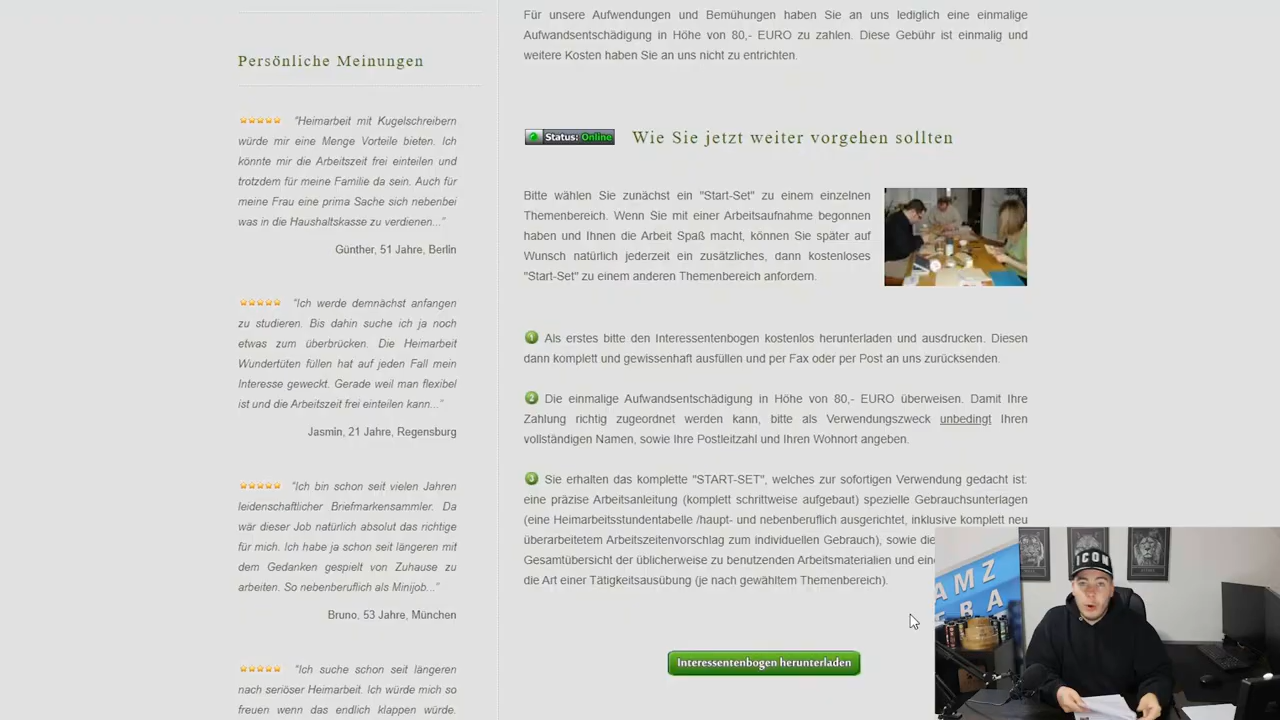 Für unsere Aufwendungen und Bemühungen haben Sie an uns lediglich eine einmalige
Aufwandsentschädigung in Höhe von 80,- EURO zu zahlen. Diese Gebühr ist einmalig und
weitere Kosten haben Sie an uns nicht zu entrichten.
Persönliche Meinungen
"Heimarbeit mit Kugelschreibern
würde mir eine Menge Vorteile bieten. Ich
könnte mir die Arbeitszeit frei einteilen und
trotzdem für meine Familie da sein. Auch für
meine Frau eine prima Sache sich nebenbei
was in die Haushaltskasse zu verdienen..."
Günther, 51 Jahre, Berlin
"Ich werde demnächst anfangen
zu studieren. Bis dahin suche ich ja noch
etwas zum überbrücken. Die Heimarbeit
Wundertüten füllen hat auf jeden Fall mein
Interesse geweckt. Gerade weil man flexibel
ist und die Arbeitszeit frei einteilen kann..."
Jasmin, 21 Jahre, Regensburg
"Ich bin schon seit vielen Jahren
leidenschaftlicher Briefmarkensammler. Da
wär dieser Job natürlich absolut das richtige
für mich. Ich habe ja schon seit längeren mit
dem Gedanken gespielt von Zuhause zu
arbeiten. So nebenberuflich als Minijob..."
Bruno, 53 Jahre, München
"Ich suche schon seit längeren
nach seriöser Heimarbeit. Ich würde mich so
freuen wenn das endlich klappen würde.
Status: Online
Wie Sie jetzt weiter vorgehen sollten
Bitte wählen Sie zunächst ein "Start-Set" zu einem einzelnen
Themenbereich. Wenn Sie mit einer Arbeitsaufnahme begonnen
haben und Ihnen die Arbeit Spaß macht, können Sie später auf
Wunsch natürlich jederzeit ein zusätzliches, dann kostenloses
"Start-Set" zu einem anderen Themenbereich anfordern.
1 Als erstes bitte den Interessentenbogen kostenlos herunterladen und ausdrucken. Diesen
dann komplett und gewissenhaft ausfüllen und per Fax oder per Post an uns zurücksenden.
2 Die einmalige Aufwandsentschädigung in Höhe von 80,- EURO überweisen. Damit Ihre
Zahlung richtig zugeordnet werden kann, bitte als Verwendungszweck unbedingt Ihren
vollständigen Namen, sowie Ihre Postleitzahl und Ihren Wohnort angeben.
3 Sie erhalten das komplette "START-SET", welches zur sofortigen Verwendung gedacht ist:
eine präzise Arbeitsanleitung (komplett schrittweise aufgebaut) spezielle Gebrauchsunterlagen
(eine Heimarbeitsstundentabelle /haupt- und nebenberuflich ausgerichtet, inklusive komplett neu
überarbeitetem Arbeitszeitenvorschlag zum individuellen Gebrauch), sowie die
Gesamtübersicht der üblicherweise zu benutzenden Arbeitsmaterialien und
die Art einer Tätigkeitsausübung (je nach gewähltem Themenbereich).
Interessentenbogen herunterladen
AMZ
ICON